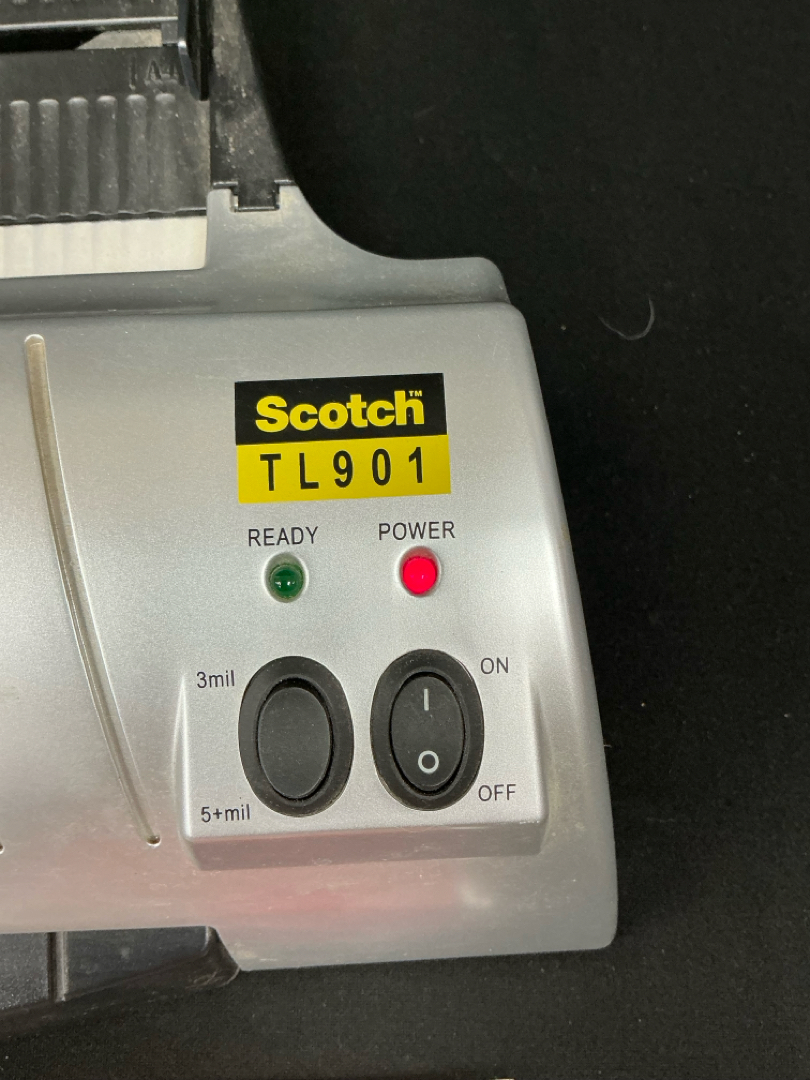 Scotch™
TL901
READY POWER
3mil ON
5+mil OFF